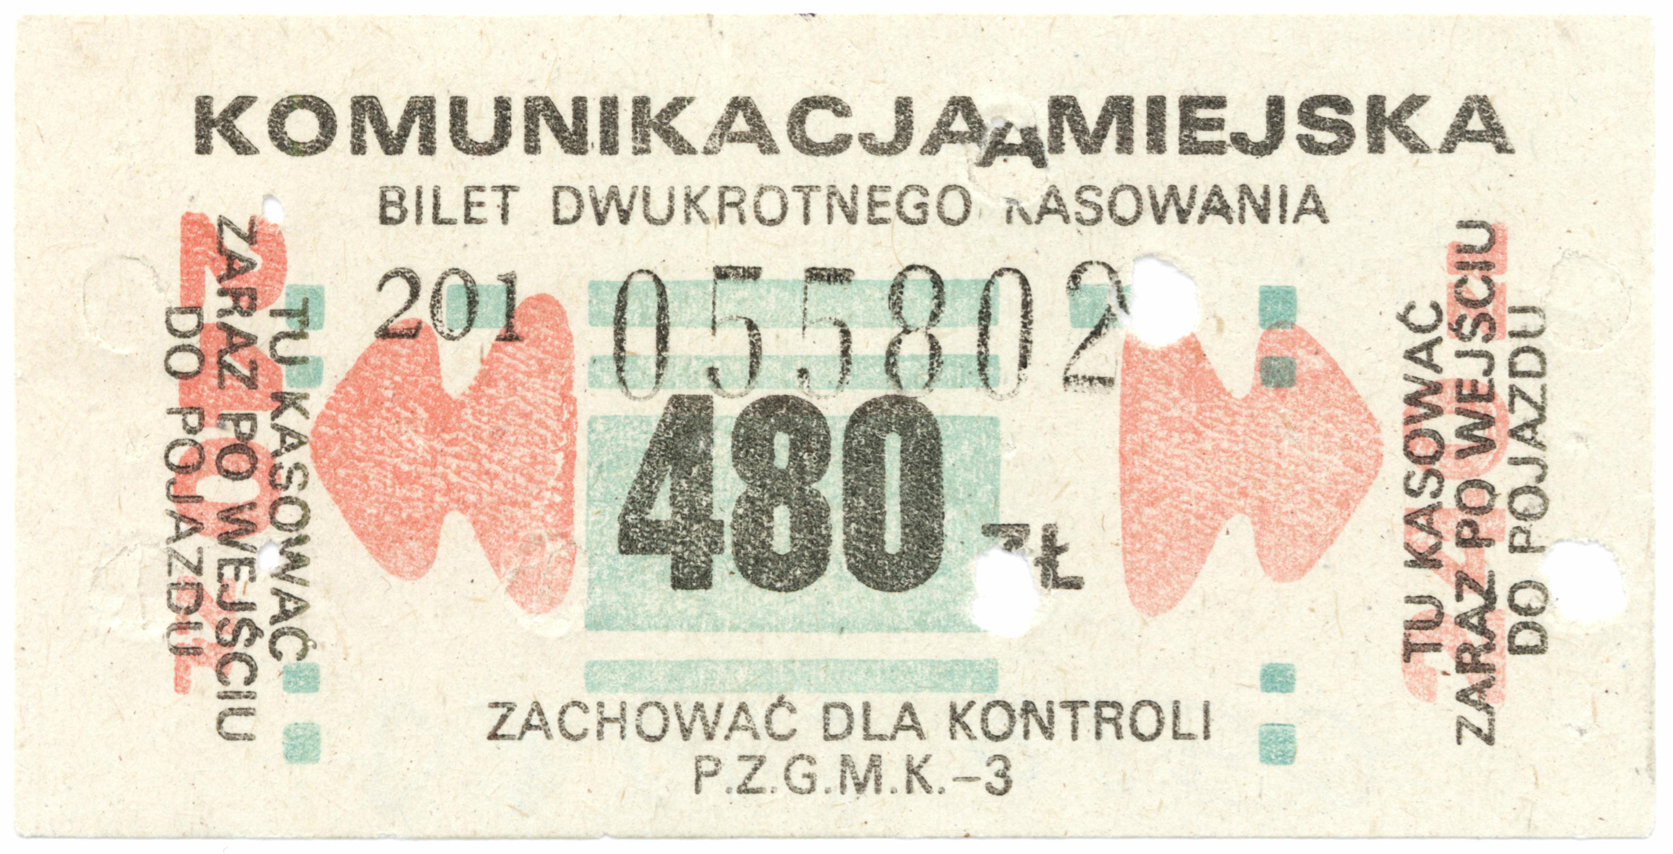 KOMUNIKACJA MIEJSKA
BILET DWUKROTNEGO KASOWANIA
201 055802
480 ZŁ
TU KASOWAĆ
ZARAZ PO WEJŚCIU
DO POJAZDU
TU KASOWAĆ
ZARAZ PO WEJŚCIU
DO POJAZDU
ZACHOWAĆ DLA KONTROLI
P.Z.G.M.K.-3